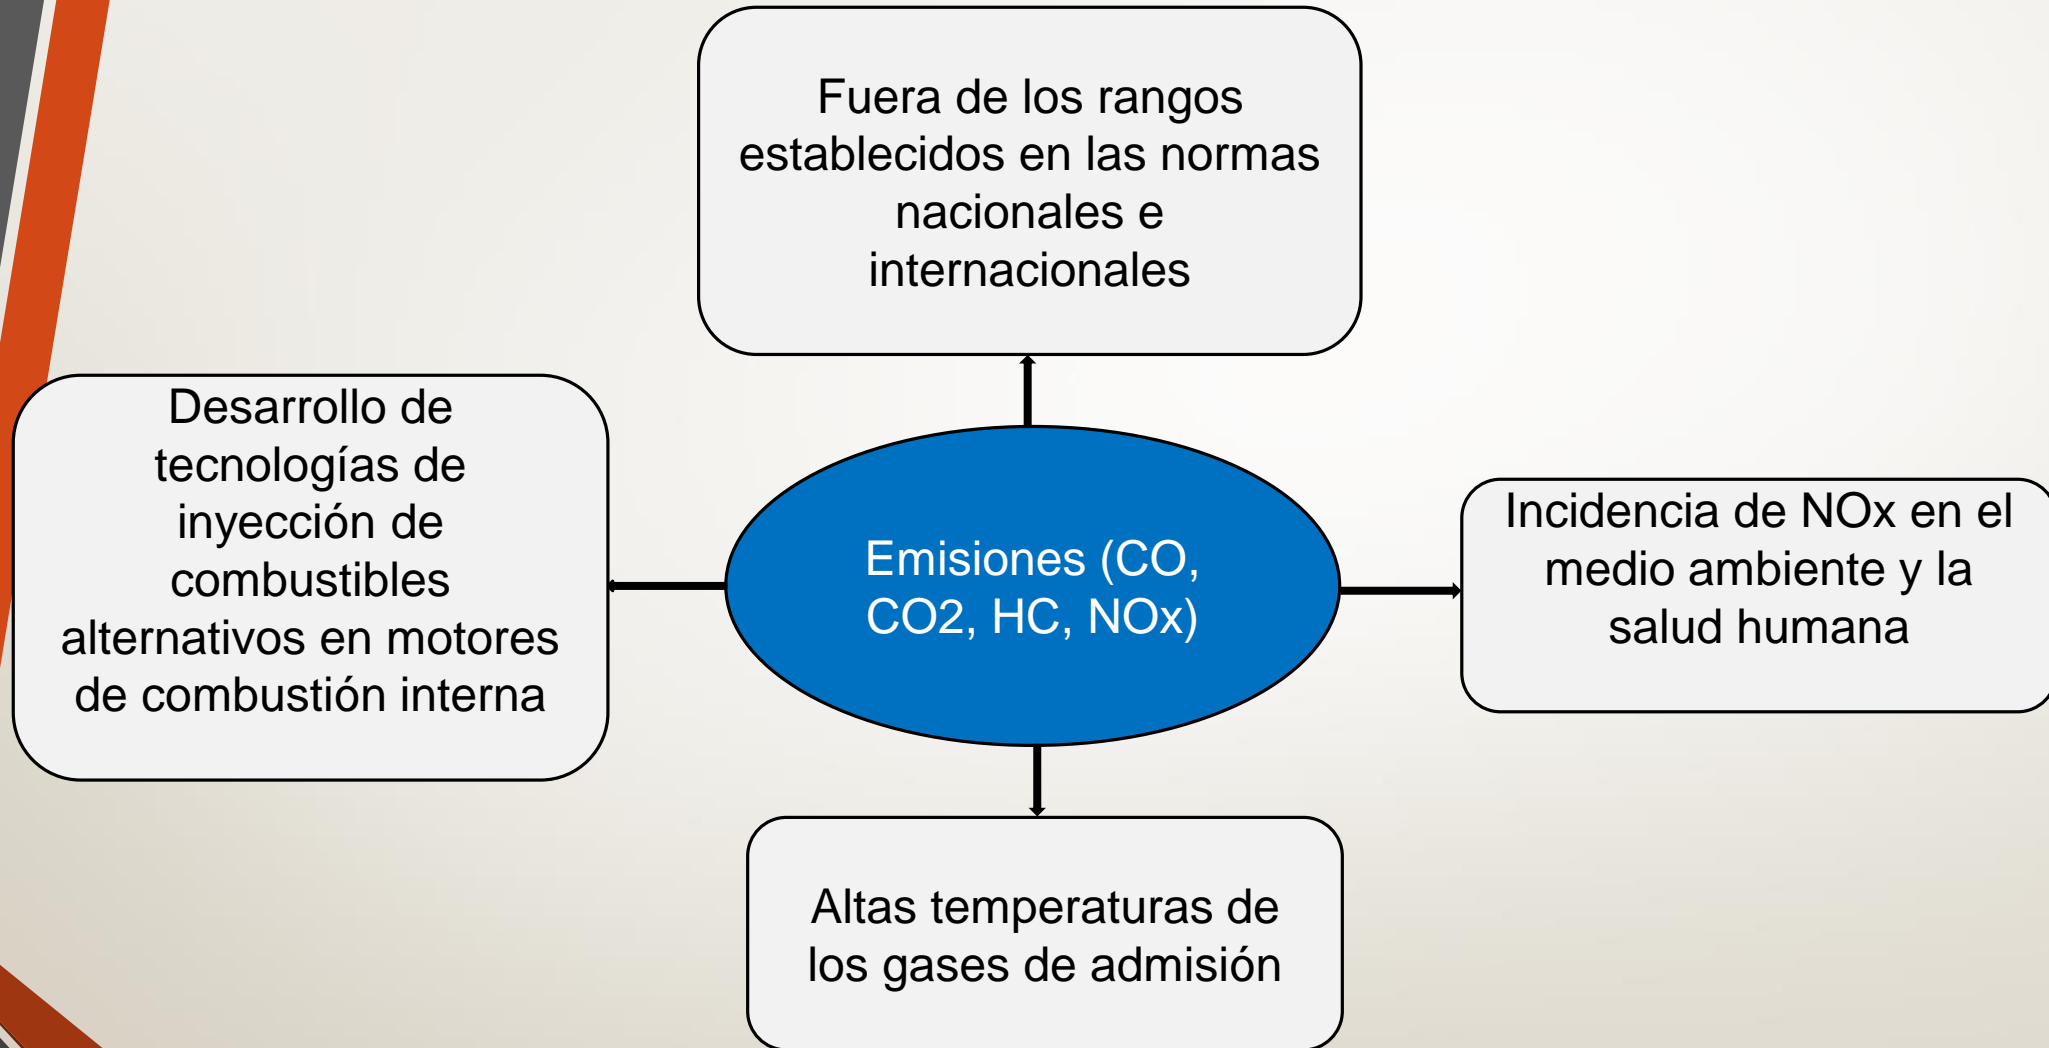 Fuera de los rangos
establecidos en las normas
nacionales e
internacionales
Desarrollo de
tecnologías de
inyección de
combustibles
alternativos en motores
de combustión interna
Emisiones (CO,
CO2, HC, NOx)
Incidencia de NOx en el
medio ambiente y la
salud humana
Altas temperaturas de
los gases de admisión